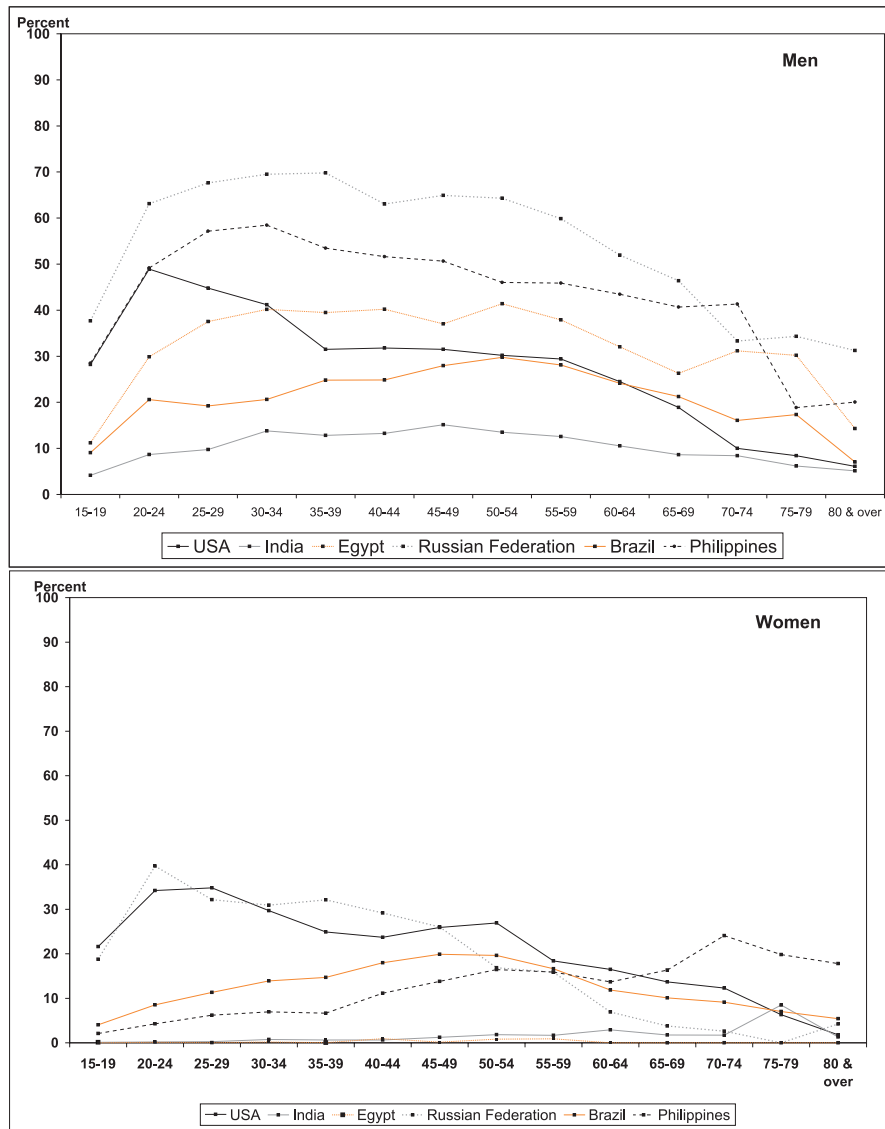 Percent
Men
100
90
80
70
60
50
40
30
20
10
0
15-19 20-24 25-29 30-34 35-39 40-44 45-49 50-54 55-59 60-64 65-69 70-74 75-79 80 & over
USA India Egypt Russian Federation Brazil Philippines
Percent
Women
100
90
80
70
60
50
40
30
20
10
0
15-19 20-24 25-29 30-34 35-39 40-44 45-49 50-54 55-59 60-64 65-69 70-74 75-79 80 &
over
USA India Egypt Russian Federation Brazil Philippines